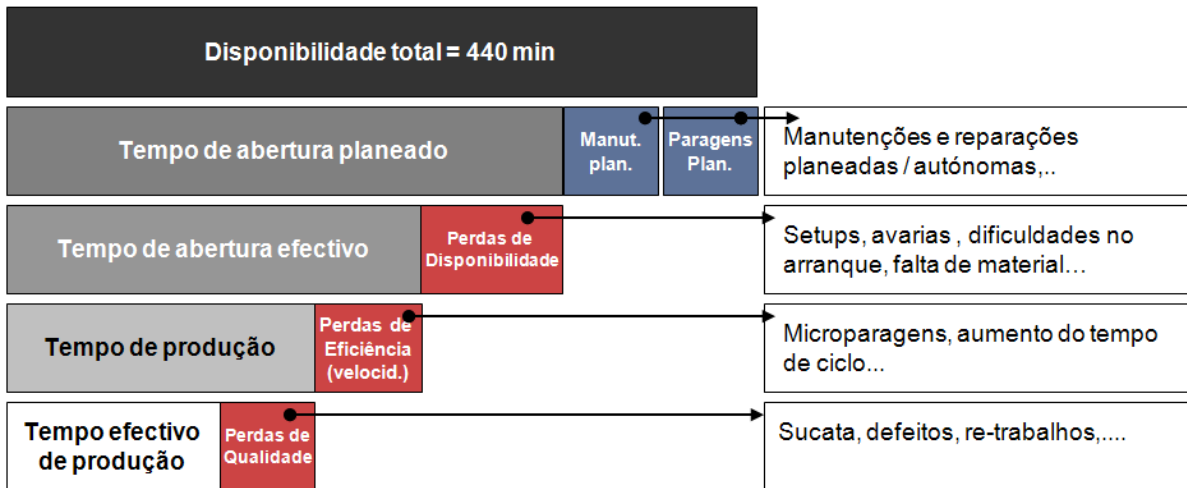 Disponibilidade total = 440 min
Tempo de abertura planeado
Manut.
plan.
Paragens
Plan.
Manutenções e reparações
planeadas / autónomas,..
Tempo de abertura efectivo
Perdas de
Disponibilidade
Setups, avarias , dificuldades no
arranque, falta de material...
Tempo de produção
Perdas de
Eficiência
(velocid.)
Microparagens, aumento do tempo
de ciclo...
Tempo efectivo
de produção
Perdas de
Qualidade
Sucata, defeitos, re-trabalhos,....